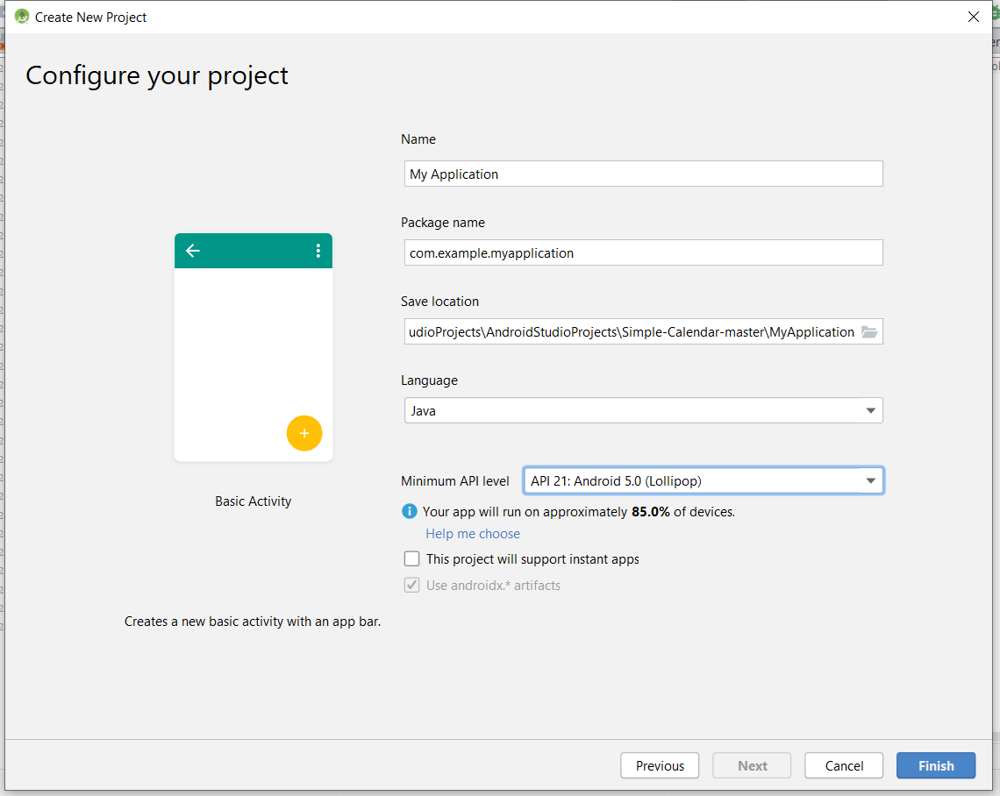 Create New Project
Configure your project
Name
My Application
Package name
com.example.myapplication
Save location
udioProjects\AndroidStudioProjects\Simple-Calendar-master\MyApplication
Language
Java
Minimum API level API 21: Android 5.0 (Lollipop)
Your app will run on approximately 85.0% of devices.
Help me choose
This project will support instant apps
Use androidx.* artifacts
Basic Activity
Creates a new basic activity with an app bar.
Previous Next Cancel Finish